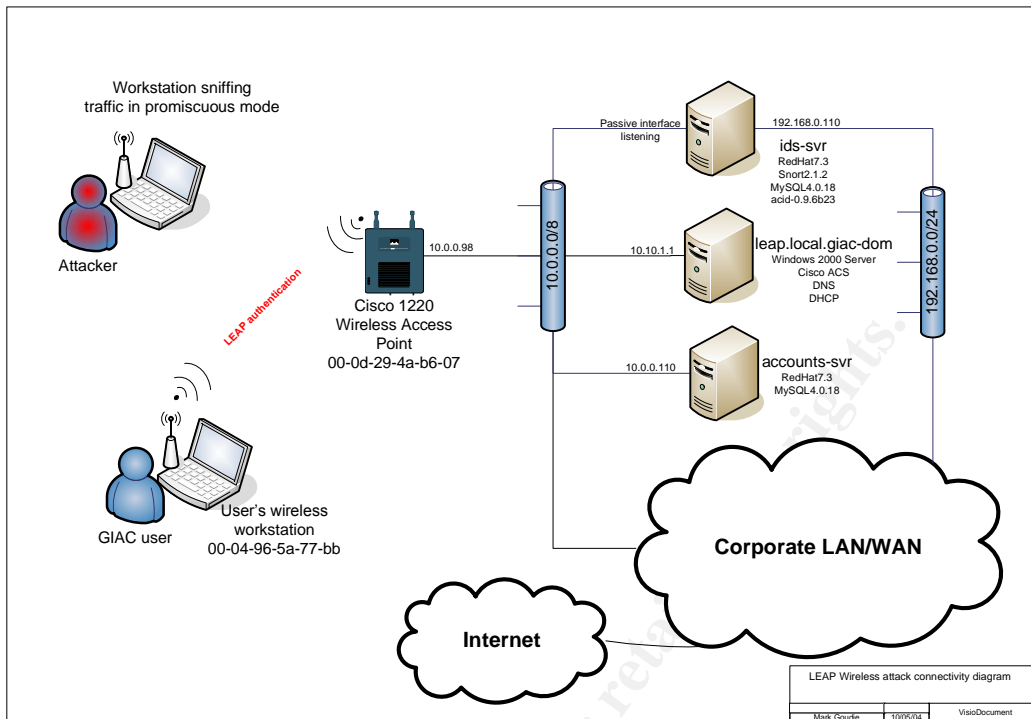 Workstation sniffing
traffic in promiscuous mode
Attacker
LEAP authentication
GIAC user
User's wireless
workstation
00-04-96-5a-77-bb
Cisco 1220
Wireless Access
Point
00-0d-29-4a-b6-07
10.0.0.98
10.0.0.0/8
Passive interface
listening
192.168.0.110
ids-svr
RedHat7.3
Snort2.1.2
MySQL4.0.18
acid-0.9.6b23
10.10.1.1
leap.local.giac-dom
Windows 2000 Server
Cisco ACS
DNS
DHCP
10.0.0.110
accounts-svr
RedHat7.3
MySQL4.0.18
192.168.0.0/24
Corporate LAN/WAN
Internet
rights.
retai
LEAP Wireless attack connectivity diagram
Mark Goudie
10/05/04
VisioDocument